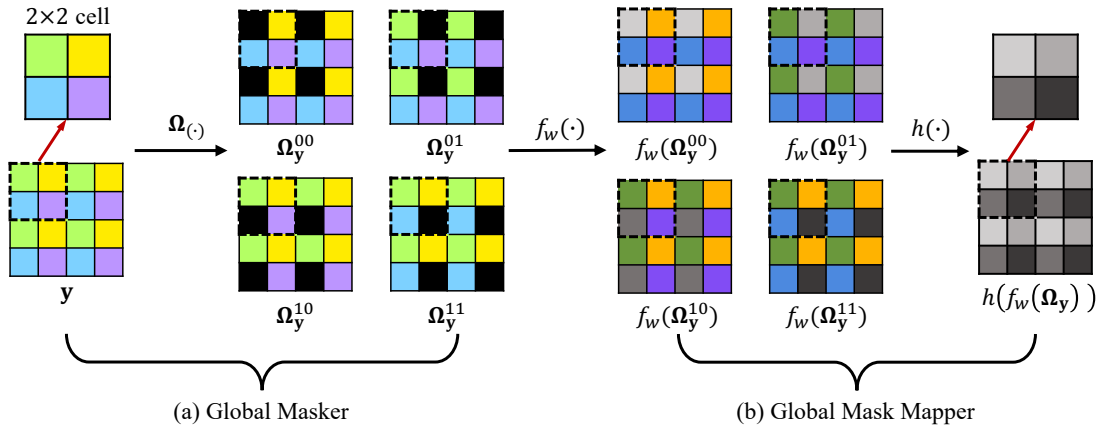 2×2 cell
𝛀₍.₎
f_w(·)
h(·)
𝛀_𝐲^00
𝛀_𝐲^01
f_w(𝛀_𝐲^00)
f_w(𝛀_𝐲^01)
𝐲
𝛀_𝐲^10
𝛀_𝐲^11
f_w(𝛀_𝐲^10)
f_w(𝛀_𝐲^11)
h(f_w(𝛀_𝐲) )
(a) Global Masker
(b) Global Mask Mapper